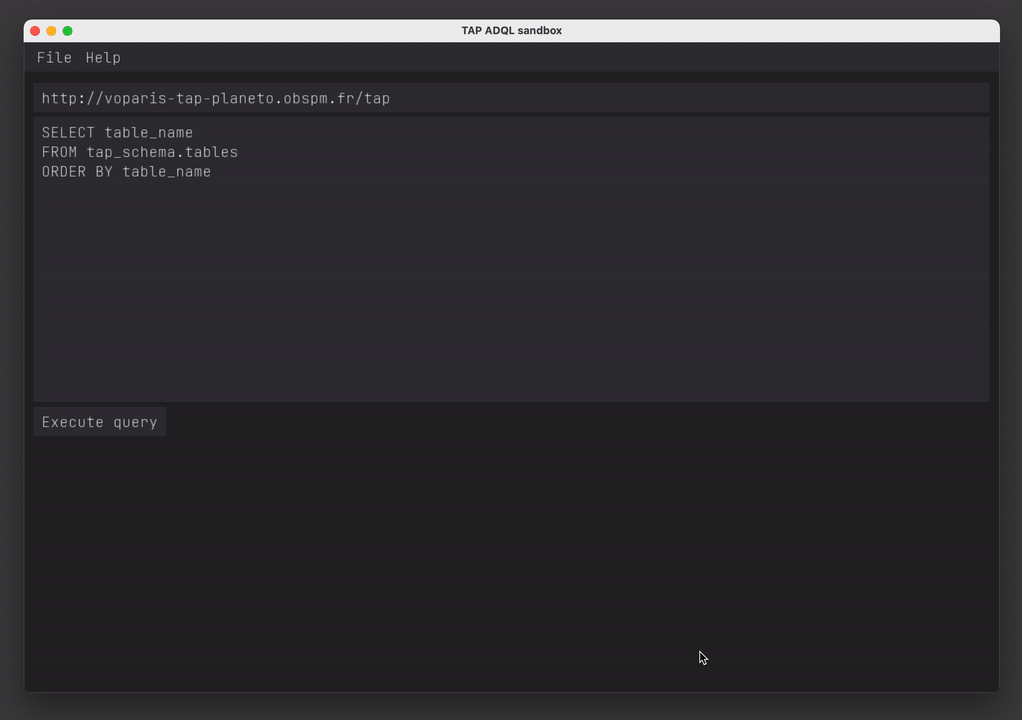 TAP ADQL sandbox
File Help
http://voparis-tap-planeto.obspm.fr/tap
SELECT table_name
FROM tap_schema.tables
ORDER BY table_name
Execute query